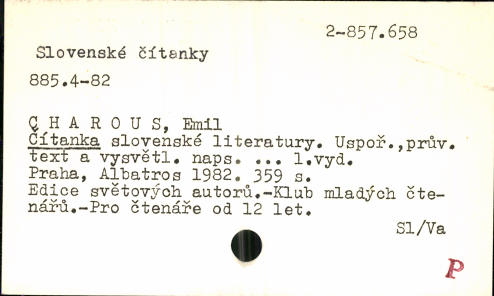 2-857.658
Slovenské čítanky
885.4-82
C H A R O U S, Emil
Čítanka slovenské literatury. Uspoř.,prův.
text a vysvětl. naps. ... 1.vyd.
Praha, Albatros 1982. 359 s.
Edice světových autorů.-Klub mladých čte-
nářů.-Pro čtenáře od 12 let.
Sl/Va
P